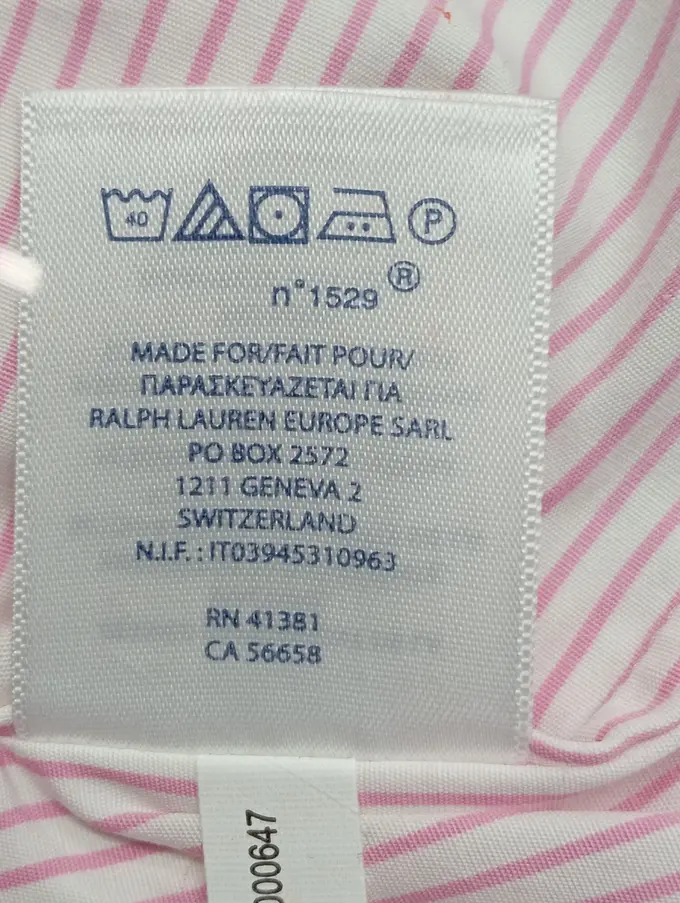 40
P
n°1529 ®
MADE FOR/FAIT POUR/
ΠΑΡΑΣΚΕΥΑΖΕΤΑΙ ΓΙΑ
RALPH LAUREN EUROPE SARL
PO BOX 2572
1211 GENEVA 2
SWITZERLAND
N.I.F. : IT03945310963
RN 41381
CA 56658
000647